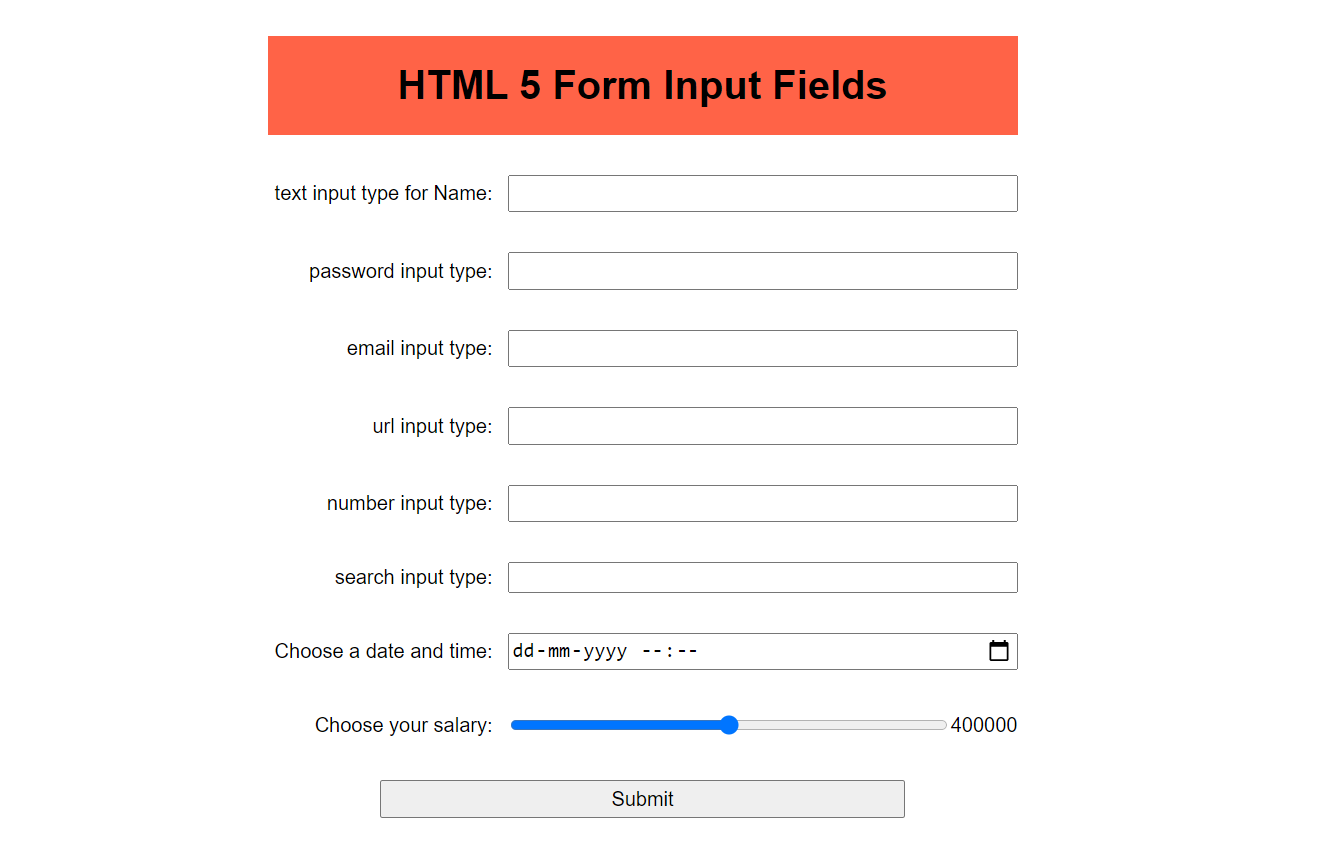 HTML 5 Form Input Fields
text input type for Name:
password input type:
email input type:
url input type:
number input type:
search input type:
Choose a date and time: dd-mm-yyyy --:--
Choose your salary: 400000
Submit